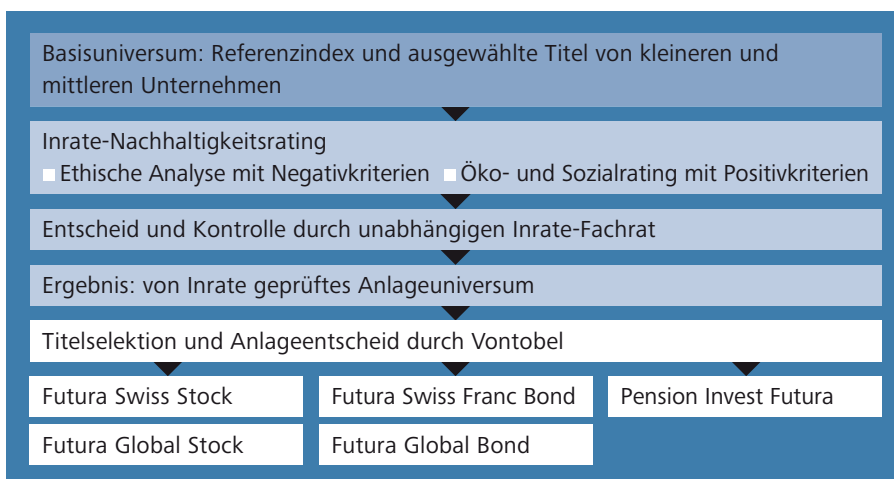 Basisuniversum: Referenzindex und ausgewählte Titel von kleineren und
mittleren Unternehmen
Inrate-Nachhaltigkeitsrating
Ethische Analyse mit Negativkriterien Öko- und Sozialrating mit Positivkriterien
Entscheid und Kontrolle durch unabhängigen Inrate-Fachrat
Ergebnis: von Inrate geprüftes Anlageuniversum
Titelselektion und Anlageentscheid durch Vontobel
Futura Swiss Stock Futura Swiss Franc Bond Pension Invest Futura
Futura Global Stock Futura Global Bond